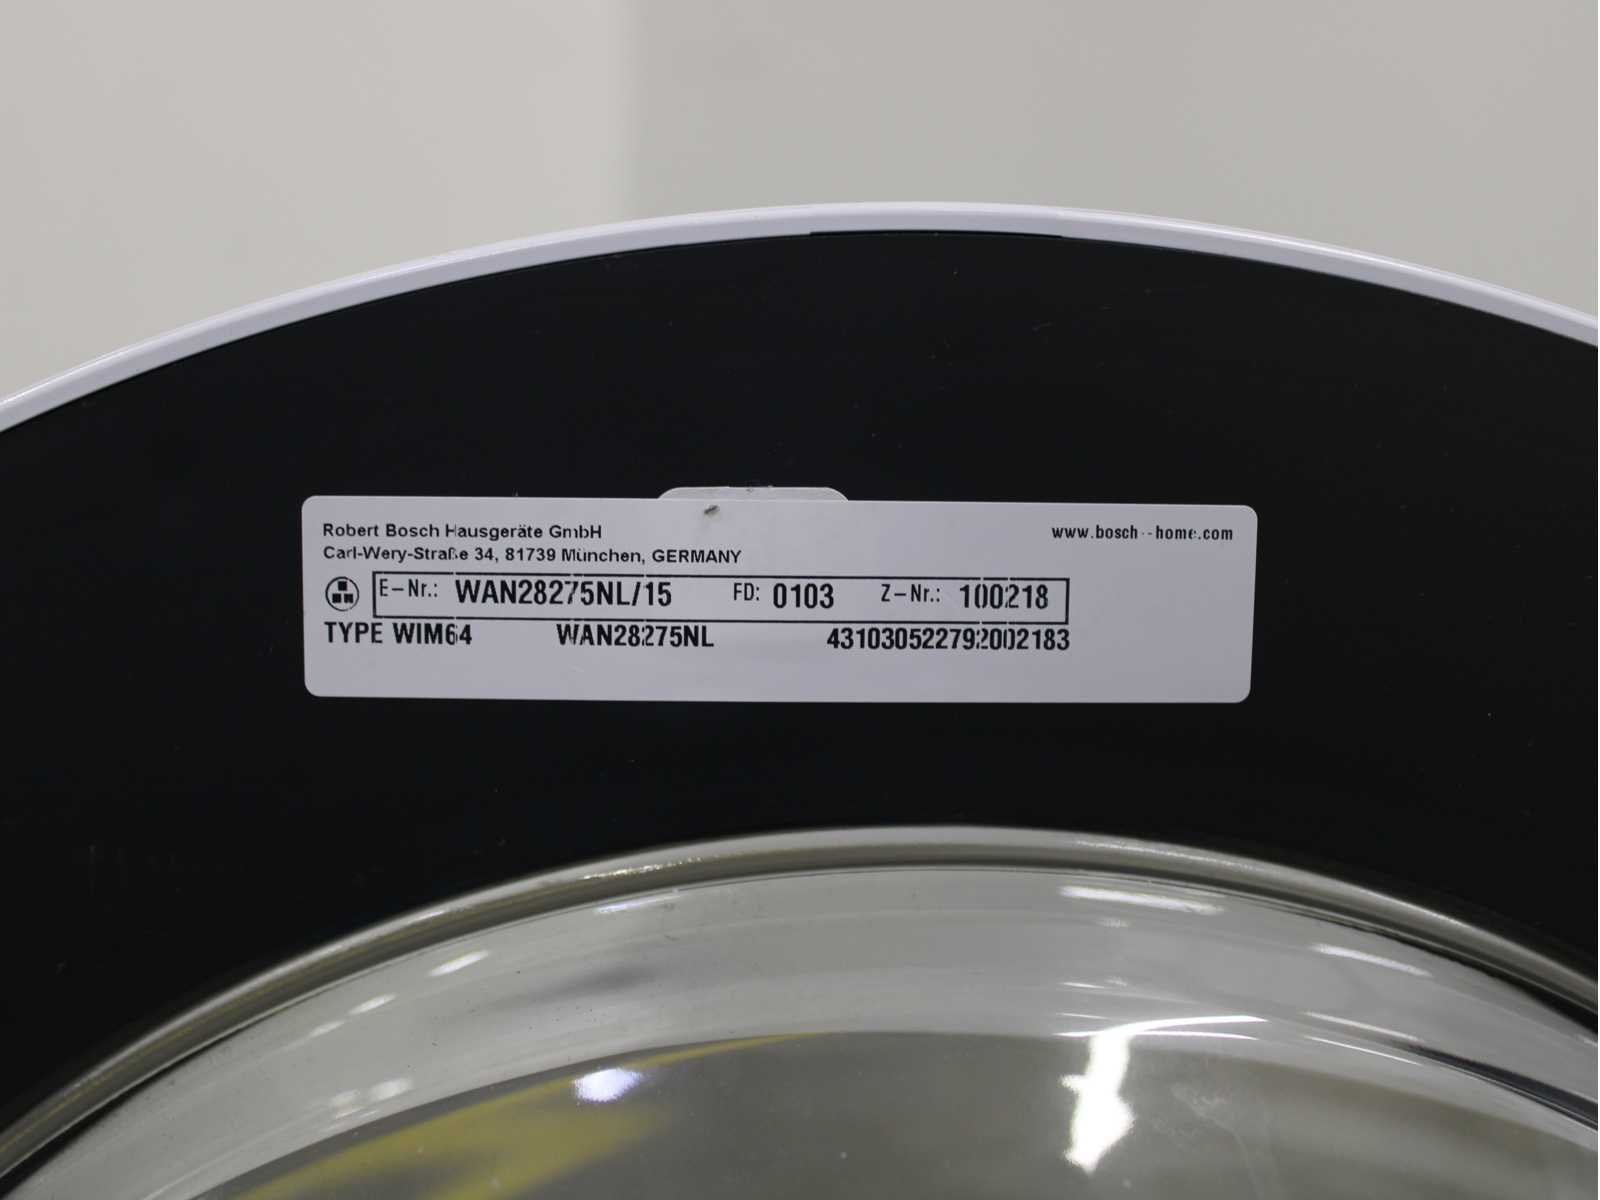 Robert Bosch Hausgeräte GmbH
www.bosch-home.com
Carl-Wery-Straße 34, 81739 München, GERMANY
E-Nr.: WAN28275NL/15 FD: 0103 Z-Nr.: 100218
TYPE WIM64 WAN28275NL 431030522792002183